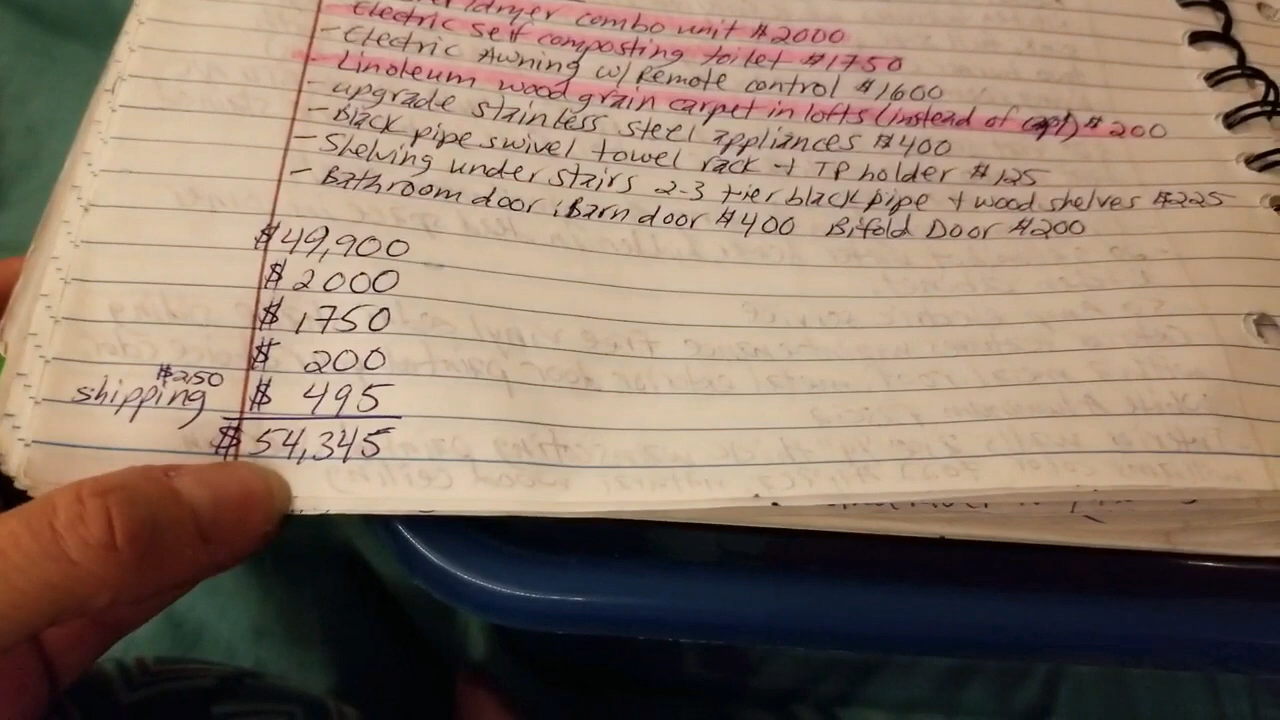 dryer combo unit $2000
- Electric self composting toilet $1750
- Electric Awning w/ Remote control $1600
- Linoleum wood grain carpet in lofts (instead of cpt) $200
- upgrade stainless steel appliances $400
- Black pipe swivel towel rack + TP holder $125
- Shelving under stairs 2-3 tier black pipe + wood shelves $225
- Bathroom door: Barn door $400 Bifold Door $200
$49,900
$2000
$1750
$200
shipping $2.50 $495
$54,345